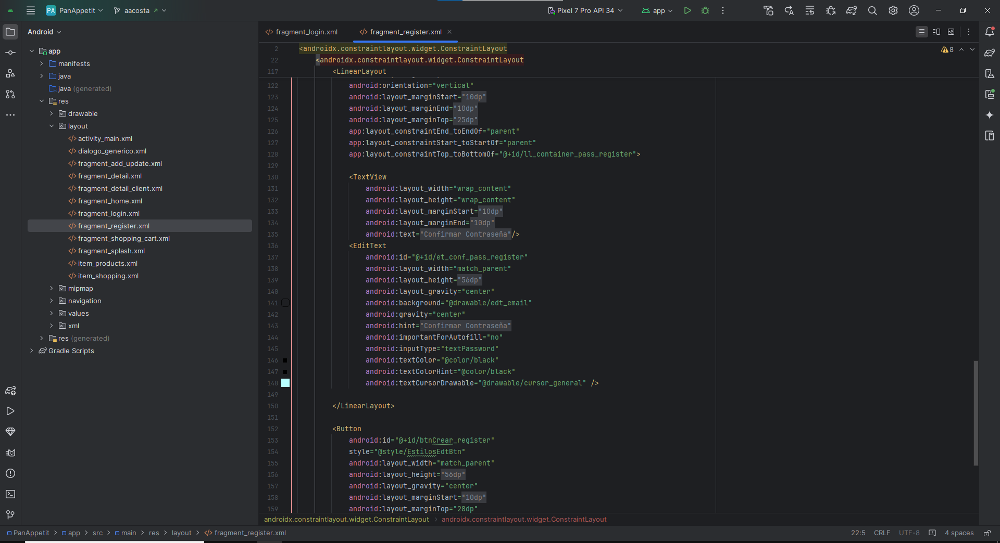 PA PanAppetit aacosta Pixel 7 Pro API 34 app
Android
app
manifests
java
java (generated)
res
drawable
layout
activity_main.xml
dialogo_generico.xml
fragment_add_update.xml
fragment_detail.xml
fragment_detail_client.xml
fragment_home.xml
fragment_login.xml
fragment_register.xml
fragment_shopping_cart.xml
fragment_splash.xml
item_products.xml
item_shopping.xml
mipmap
navigation
values
xml
res (generated)
Gradle Scripts
fragment_login.xml fragment_register.xml
8
2 <androidx.constraintlayout.widget.ConstraintLayout
22 <androidx.constraintlayout.widget.ConstraintLayout
117 <LinearLayout
122 android:orientation="vertical"
123 android:layout_marginStart="10dp"
124 android:layout_marginEnd="10dp"
125 android:layout_marginTop="25dp"
126 app:layout_constraintEnd_toEndOf="parent"
127 app:layout_constraintStart_toStartOf="parent"
128 app:layout_constraintTop_toBottomOf="@+id/ll_container_pass_register">
129
130 <TextView
131 android:layout_width="wrap_content"
132 android:layout_height="wrap_content"
133 android:layout_marginStart="10dp"
134 android:layout_marginEnd="10dp"
135 android:text="Confirmar Contraseña"/>
136 <EditText
137 android:id="@+id/et_conf_pass_register"
138 android:layout_width="match_parent"
139 android:layout_height="56dp"
140 android:layout_gravity="center"
141 android:background="@drawable/edt_email"
142 android:gravity="center"
143 android:hint="Confirmar Contraseña"
144 android:importantForAutofill="no"
145 android:inputType="textPassword"
146 android:textColor="@color/black"
147 android:textColorHint="@color/black"
148 android:textCursorDrawable="@drawable/cursor_general" />
149
150 </LinearLayout>
151
152 <Button
153 android:id="@+id/btnCrear_register"
154 style="@style/EstilosEdtBtn"
155 android:layout_width="match_parent"
156 android:layout_height="56dp"
157 android:layout_gravity="center"
158 android:layout_marginStart="10dp"
159 android:layout_marginTop="28dp"
androidx.constraintlayout.widget.ConstraintLayout › androidx.constraintlayout.widget.ConstraintLayout
PanAppetit > app > src > main > res > layout > fragment_register.xml 22:5 CRLF UTF-8 4 spaces